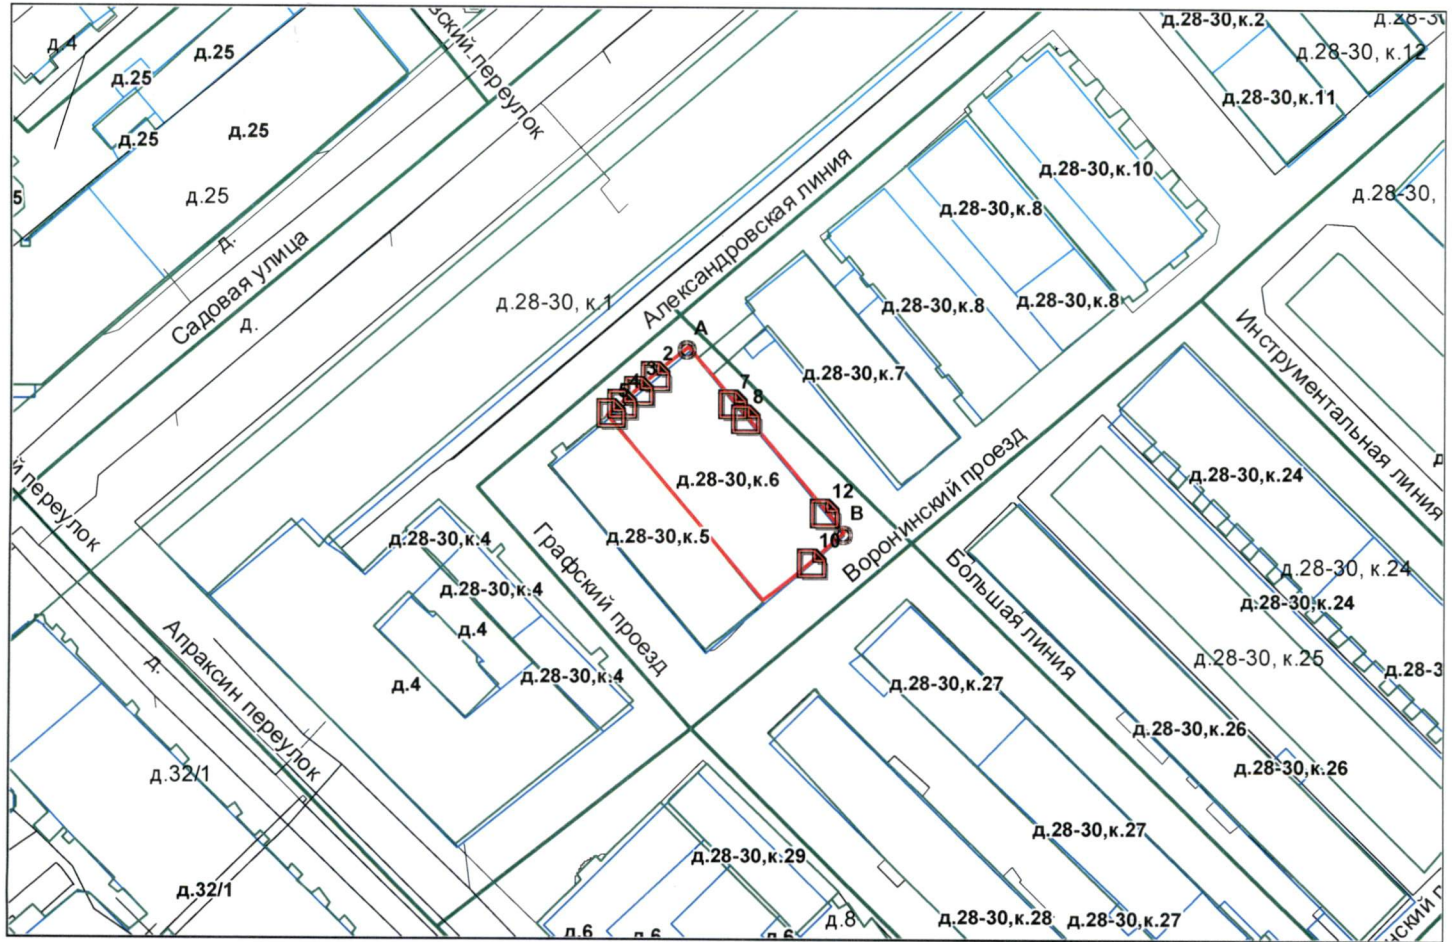 д.4
д.25
д.25
д.25
д.25
д.25
д.
Садовая улица
д.
д.28-30, к.1
Александровская линия
д.28-30,к.2
д.28-30, к.12
д.28-30,к.11
д.28-30,к.10
д.28-30,к.8
д.28-30,к.8
д.28-30,к.8
д.28-30,
д.28-30,к.7
A
2
3
4
7
8
12
B
10
д.28-30,к.6
д.28-30,к.5
Графский проезд
Воронинский проезд
Инструментальная линия
д.28-30,к.24
д.28-30, к.24
д.28-30,к.24
д.28-30, к.25
Большая линия
д.28-30,к.4
д.28-30,к.4
д.4
д.4
д.28-30,к.4
Апраксин переулок
д.
д.32/1
д.32/1
д.28-30,к.27
д.28-30,к.26
д.28-30,к.26
д.28-30,к.27
д.28-30,к.29
д.28-30,к.28
д.28-30,к.27
д.8
д.6
д.6
д.6
переулок
переулок